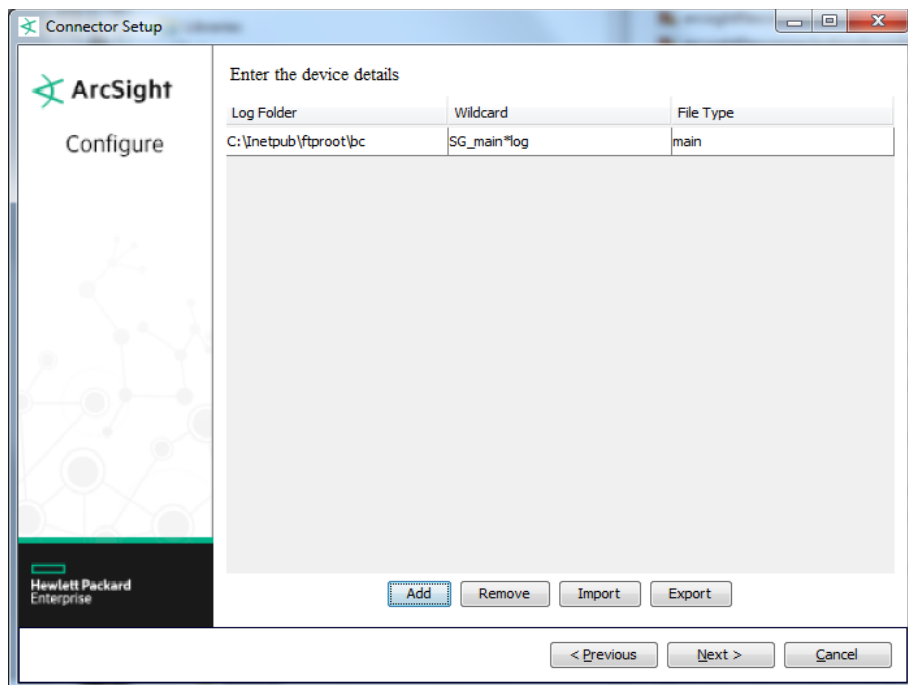 Connector Setup
ArcSight
Configure
Enter the device details
Log Folder Wildcard File Type
C:\Inetpub\ftproot\bc SG_main*log main
Hewlett Packard
Enterprise
Add Remove Import Export
< Previous Next > Cancel